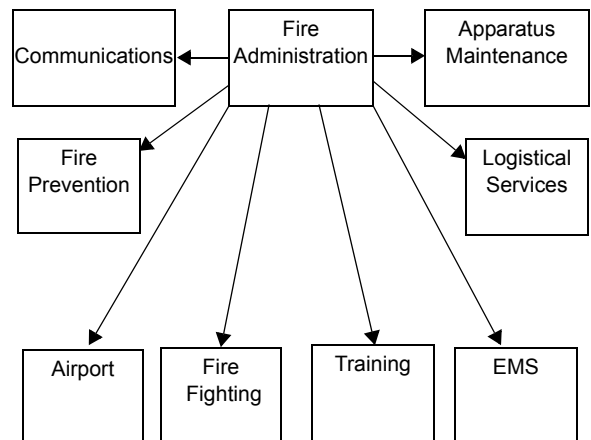 Communications
Fire
Administration
Apparatus
Maintenance
Fire
Prevention
Logistical
Services
Airport
Fire
Fighting
Training
EMS